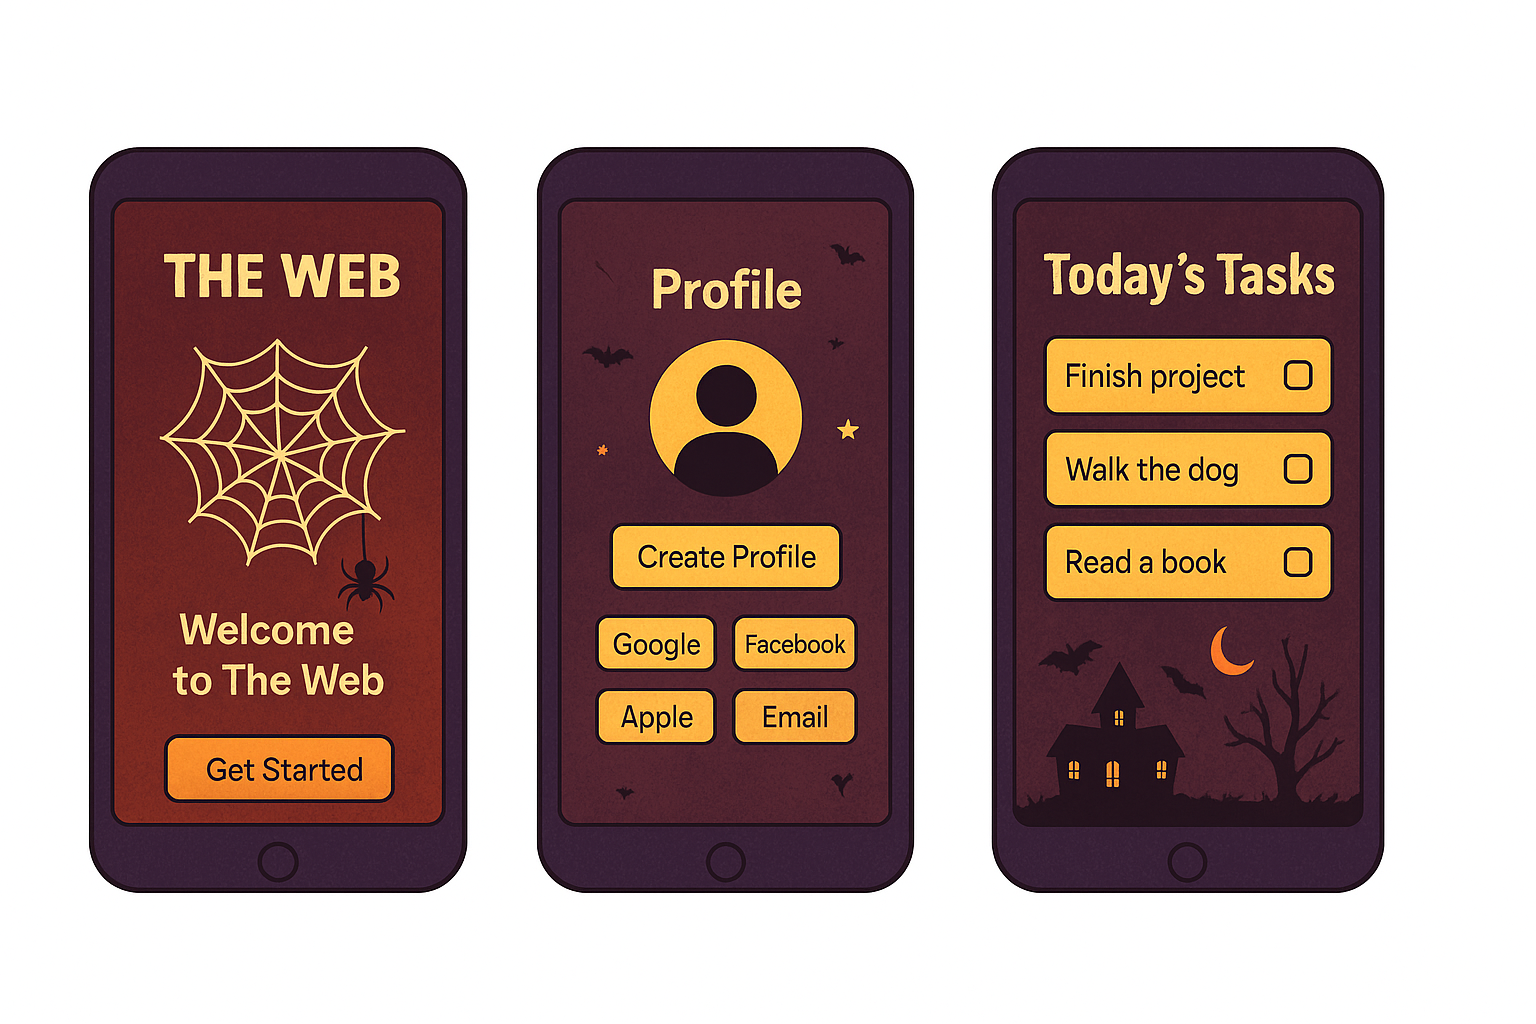 THE WEB
Welcome
to The Web
Get Started
Profile
Create Profile
Google
Facebook
Apple
Email
Today’s Tasks
Finish project
Walk the dog
Read a book